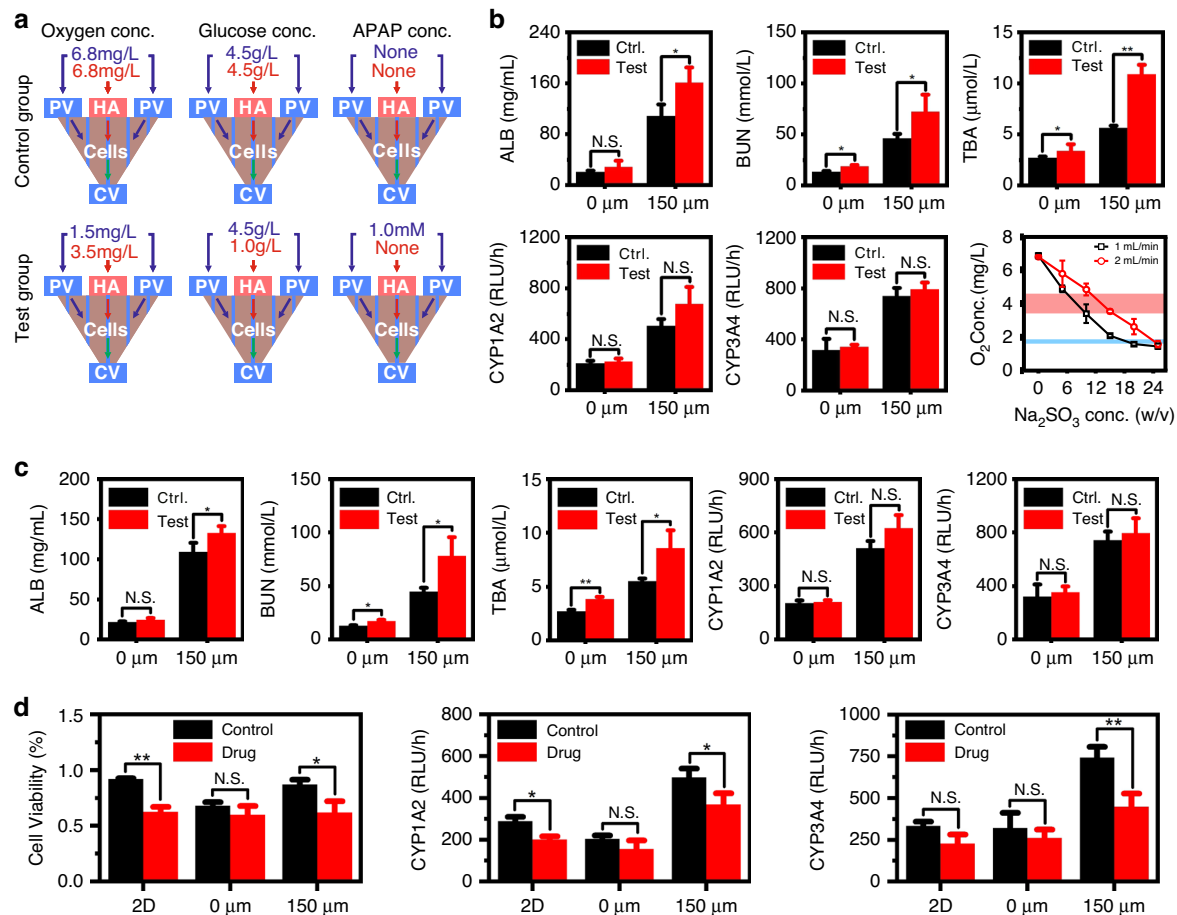 a
Oxygen conc.
Glucose conc.
APAP conc.
Control group
6.8mg/L
6.8mg/L
PV
HA
PV
Cells
CV
4.5g/L
4.5g/L
PV
HA
PV
Cells
CV
None
None
PV
HA
PV
Cells
CV
Test group
1.5mg/L
3.5mg/L
PV
HA
PV
Cells
CV
4.5g/L
1.0g/L
PV
HA
PV
Cells
CV
1.0mM
None
PV
HA
PV
Cells
CV
b
ALB (mg/mL)
240
160
80
0
Ctrl.
Test
N.S.
*
0 μm
150 μm
BUN (mmol/L)
150
100
50
0
Ctrl.
Test
*
*
0 μm
150 μm
TBA (μmol/L)
15
10
5
0
Ctrl.
Test
*
**
0 μm
150 μm
CYP1A2 (RLU/h)
1200
800
400
0
Ctrl.
Test
N.S.
N.S.
0 μm
150 μm
CYP3A4 (RLU/h)
1200
800
400
0
Ctrl.
Test
N.S.
N.S.
0 μm
150 μm
O2Conc.(mg/L)
8
6
4
2
0
1 mL/min
2 mL/min
0 6 12 18 24
Na2SO3 conc. (w/v)
c
ALB (mg/mL)
200
150
100
50
0
Ctrl.
Test
N.S.
*
0 μm
150 μm
BUN (mmol/L)
150
100
50
0
Ctrl.
Test
*
*
0 μm
150 μm
TBA (μmol/L)
15
10
5
0
Ctrl.
Test
**
*
0 μm
150 μm
CYP1A2 (RLU/h)
900
600
300
0
Ctrl.
Test
N.S.
N.S.
0 μm
150 μm
CYP3A4 (RLU/h)
1200
800
400
0
Ctrl.
Test
N.S.
N.S.
0 μm
150 μm
d
Cell Viability (%)
1.5
1.0
0.5
0.0
Control
Drug
**
N.S.
*
2D
0 μm
150 μm
CYP1A2 (RLU/h)
800
600
400
200
0
Control
Drug
*
N.S.
*
2D
0 μm
150 μm
CYP3A4 (RLU/h)
1000
750
500
250
0
Control
Drug
N.S.
N.S.
**
2D
0 μm
150 μm